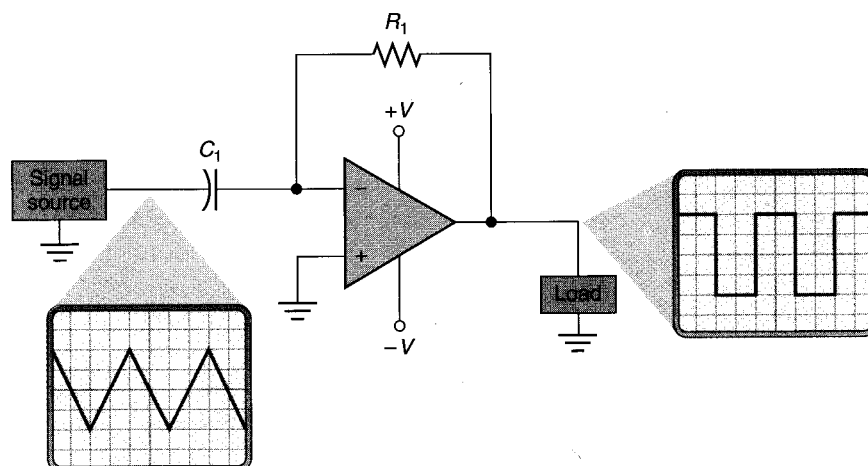 R₁
+V
C₁
Signal
source
−
+
Load
−V